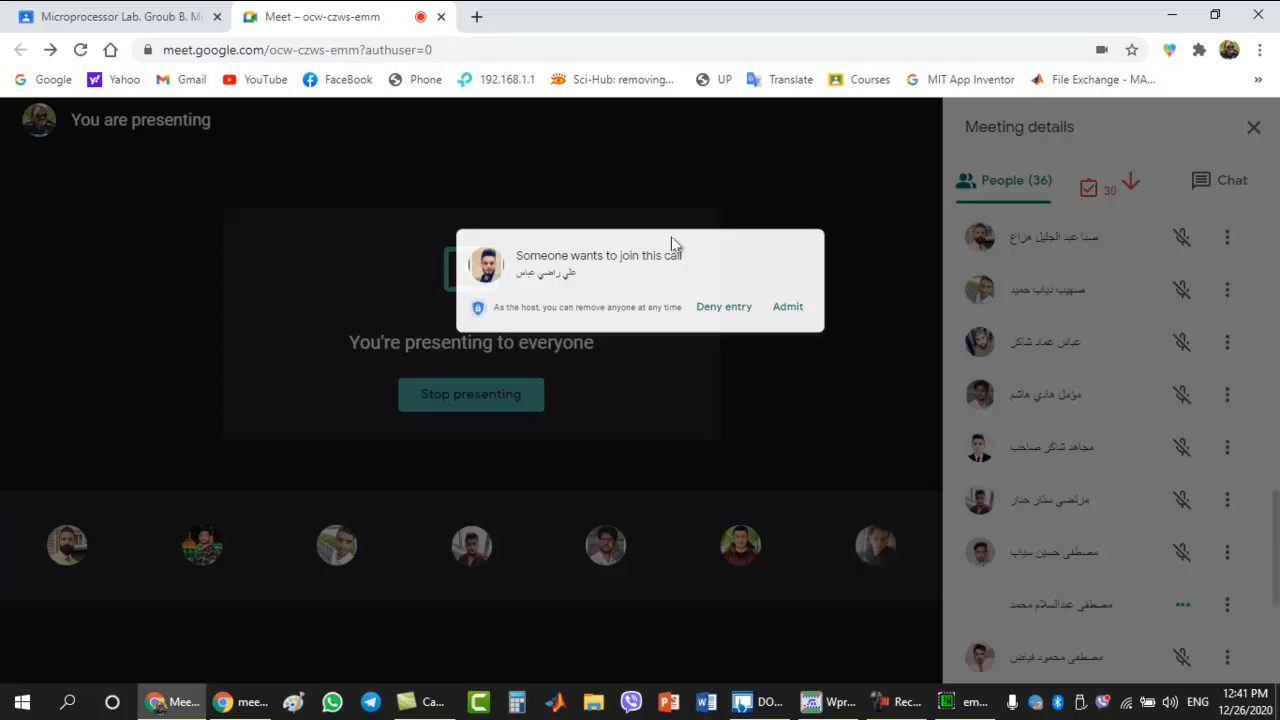 Microprocessor Lab. Groub B. Mi
Meet – ocw-czws-emm
meet.google.com/ocw-czws-emm?authuser=0
Google
Yahoo
Gmail
YouTube
FaceBook
Phone
192.168.1.1
Sci-Hub: removing...
UP
Translate
Courses
MIT App Inventor
File Exchange - MA...
»
You are presenting
Meeting details
People (36)
30
Chat
Someone wants to join this call
علي راضي عباس
As the host, you can remove anyone at any time
Deny entry
Admit
You're presenting to everyone
Stop presenting
صبا عبد الجليل هزاع
صهيب ذياب حميد
عباس عماد شاكر
مؤمل هادي هاشم
مجاهد شاكر صاحب
مرتضى ستار جبار
مصطفى حسين سياب
مصطفى عبدالسلام محمد
مصطفى محمود فياض
Mee...
mee...
Ca...
DO...
Wpr...
Rec...
em...
ENG
12:41 PM
12/26/2020